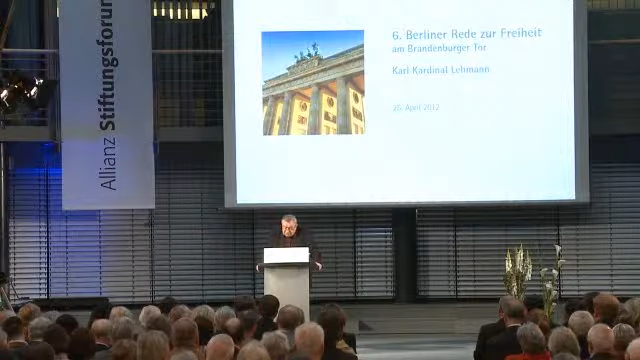 Allianz Stiftungsforum
6. Berliner Rede zur Freiheit
am Brandenburger Tor
Karl Kardinal Lehmann
25. April 2012